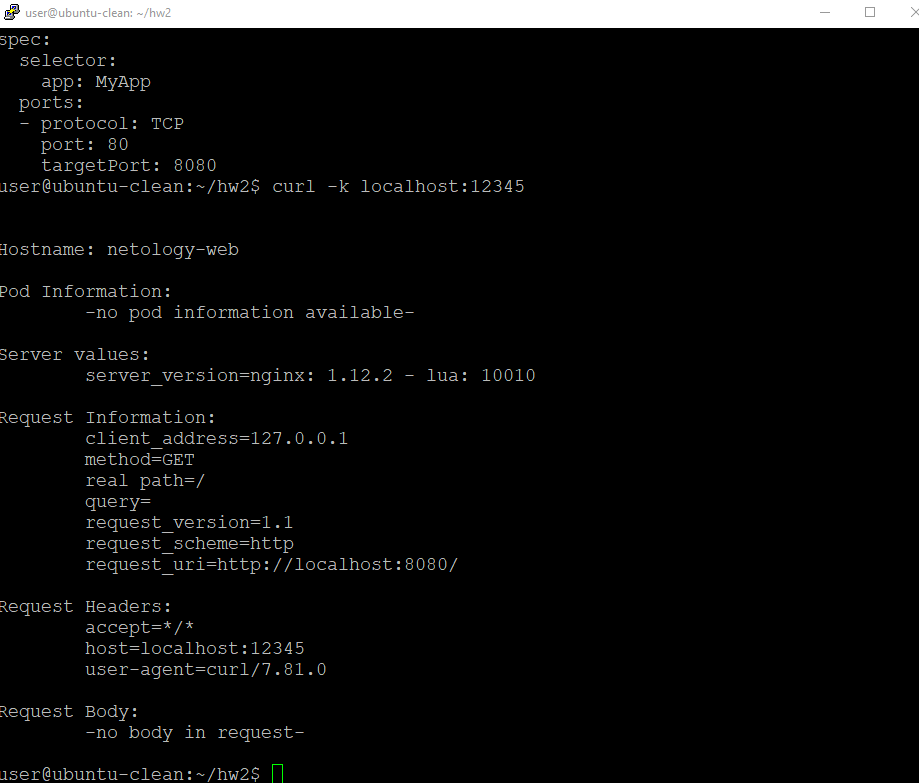 user@ubuntu-clean: ~/hw2
spec:
  selector:
    app: MyApp
  ports:
  - protocol: TCP
    port: 80
    targetPort: 8080
user@ubuntu-clean:~/hw2$ curl -k localhost:12345
Hostname: netology-web
Pod Information:
        -no pod information available-
Server values:
        server_version=nginx: 1.12.2 - lua: 10010
Request Information:
        client_address=127.0.0.1
        method=GET
        real path=/
        query=
        request_version=1.1
        request_scheme=http
        request_uri=http://localhost:8080/
Request Headers:
        accept=*/*
        host=localhost:12345
        user-agent=curl/7.81.0
Request Body:
        -no body in request-
user@ubuntu-clean:~/hw2$